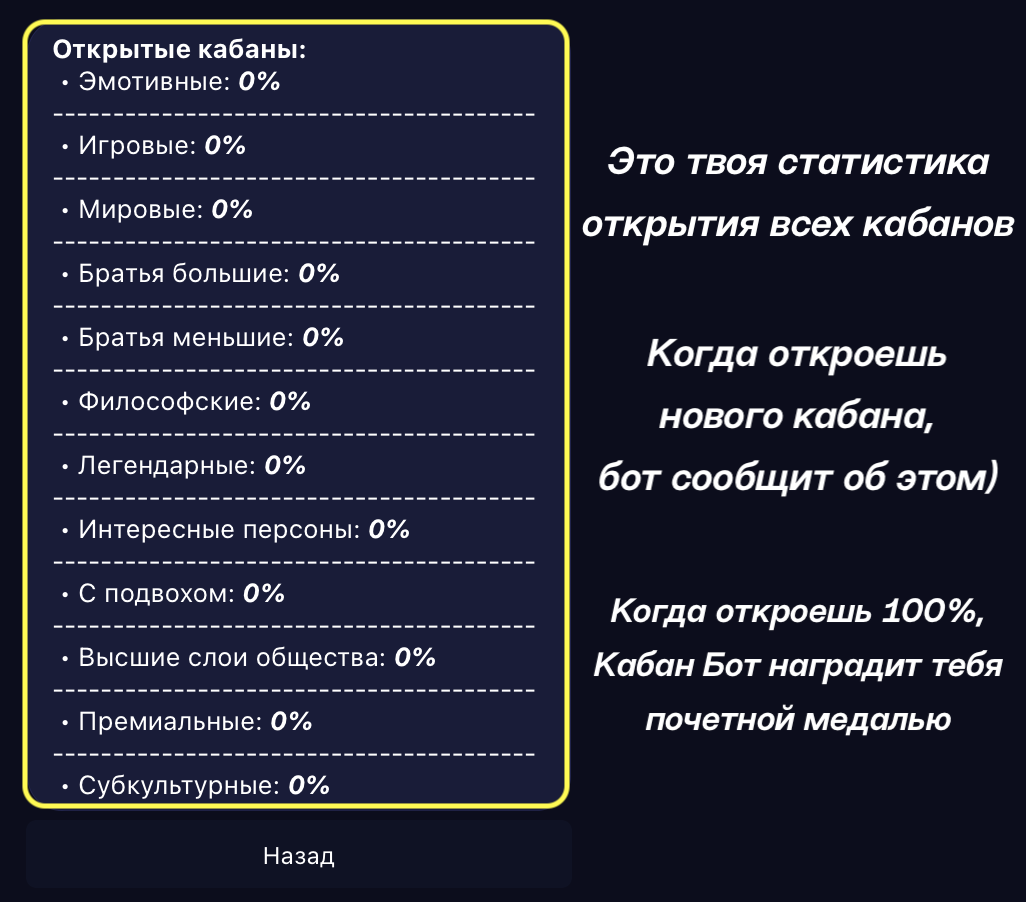 Открытые кабаны:
• Эмотивные: 0%
----------------------------------------
• Игровые: 0%
----------------------------------------
• Мировые: 0%
----------------------------------------
• Братья большие: 0%
----------------------------------------
• Братья меньшие: 0%
----------------------------------------
• Философские: 0%
----------------------------------------
• Легендарные: 0%
----------------------------------------
• Интересные персоны: 0%
----------------------------------------
• С подвохом: 0%
----------------------------------------
• Высшие слои общества: 0%
----------------------------------------
• Премиальные: 0%
----------------------------------------
• Субкультурные: 0%
Назад
Это твоя статистика
открытия всех кабанов
Когда откроешь
нового кабана,
бот сообщит об этом)
Когда откроешь 100%,
Кабан Бот наградит тебя
почетной медалью